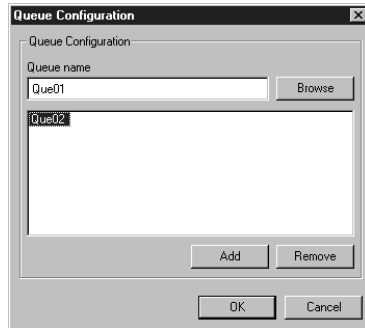 Queue Configuration
Queue Configuration
Queue name
Que01
Browse
Que02
Add Remove
OK Cancel